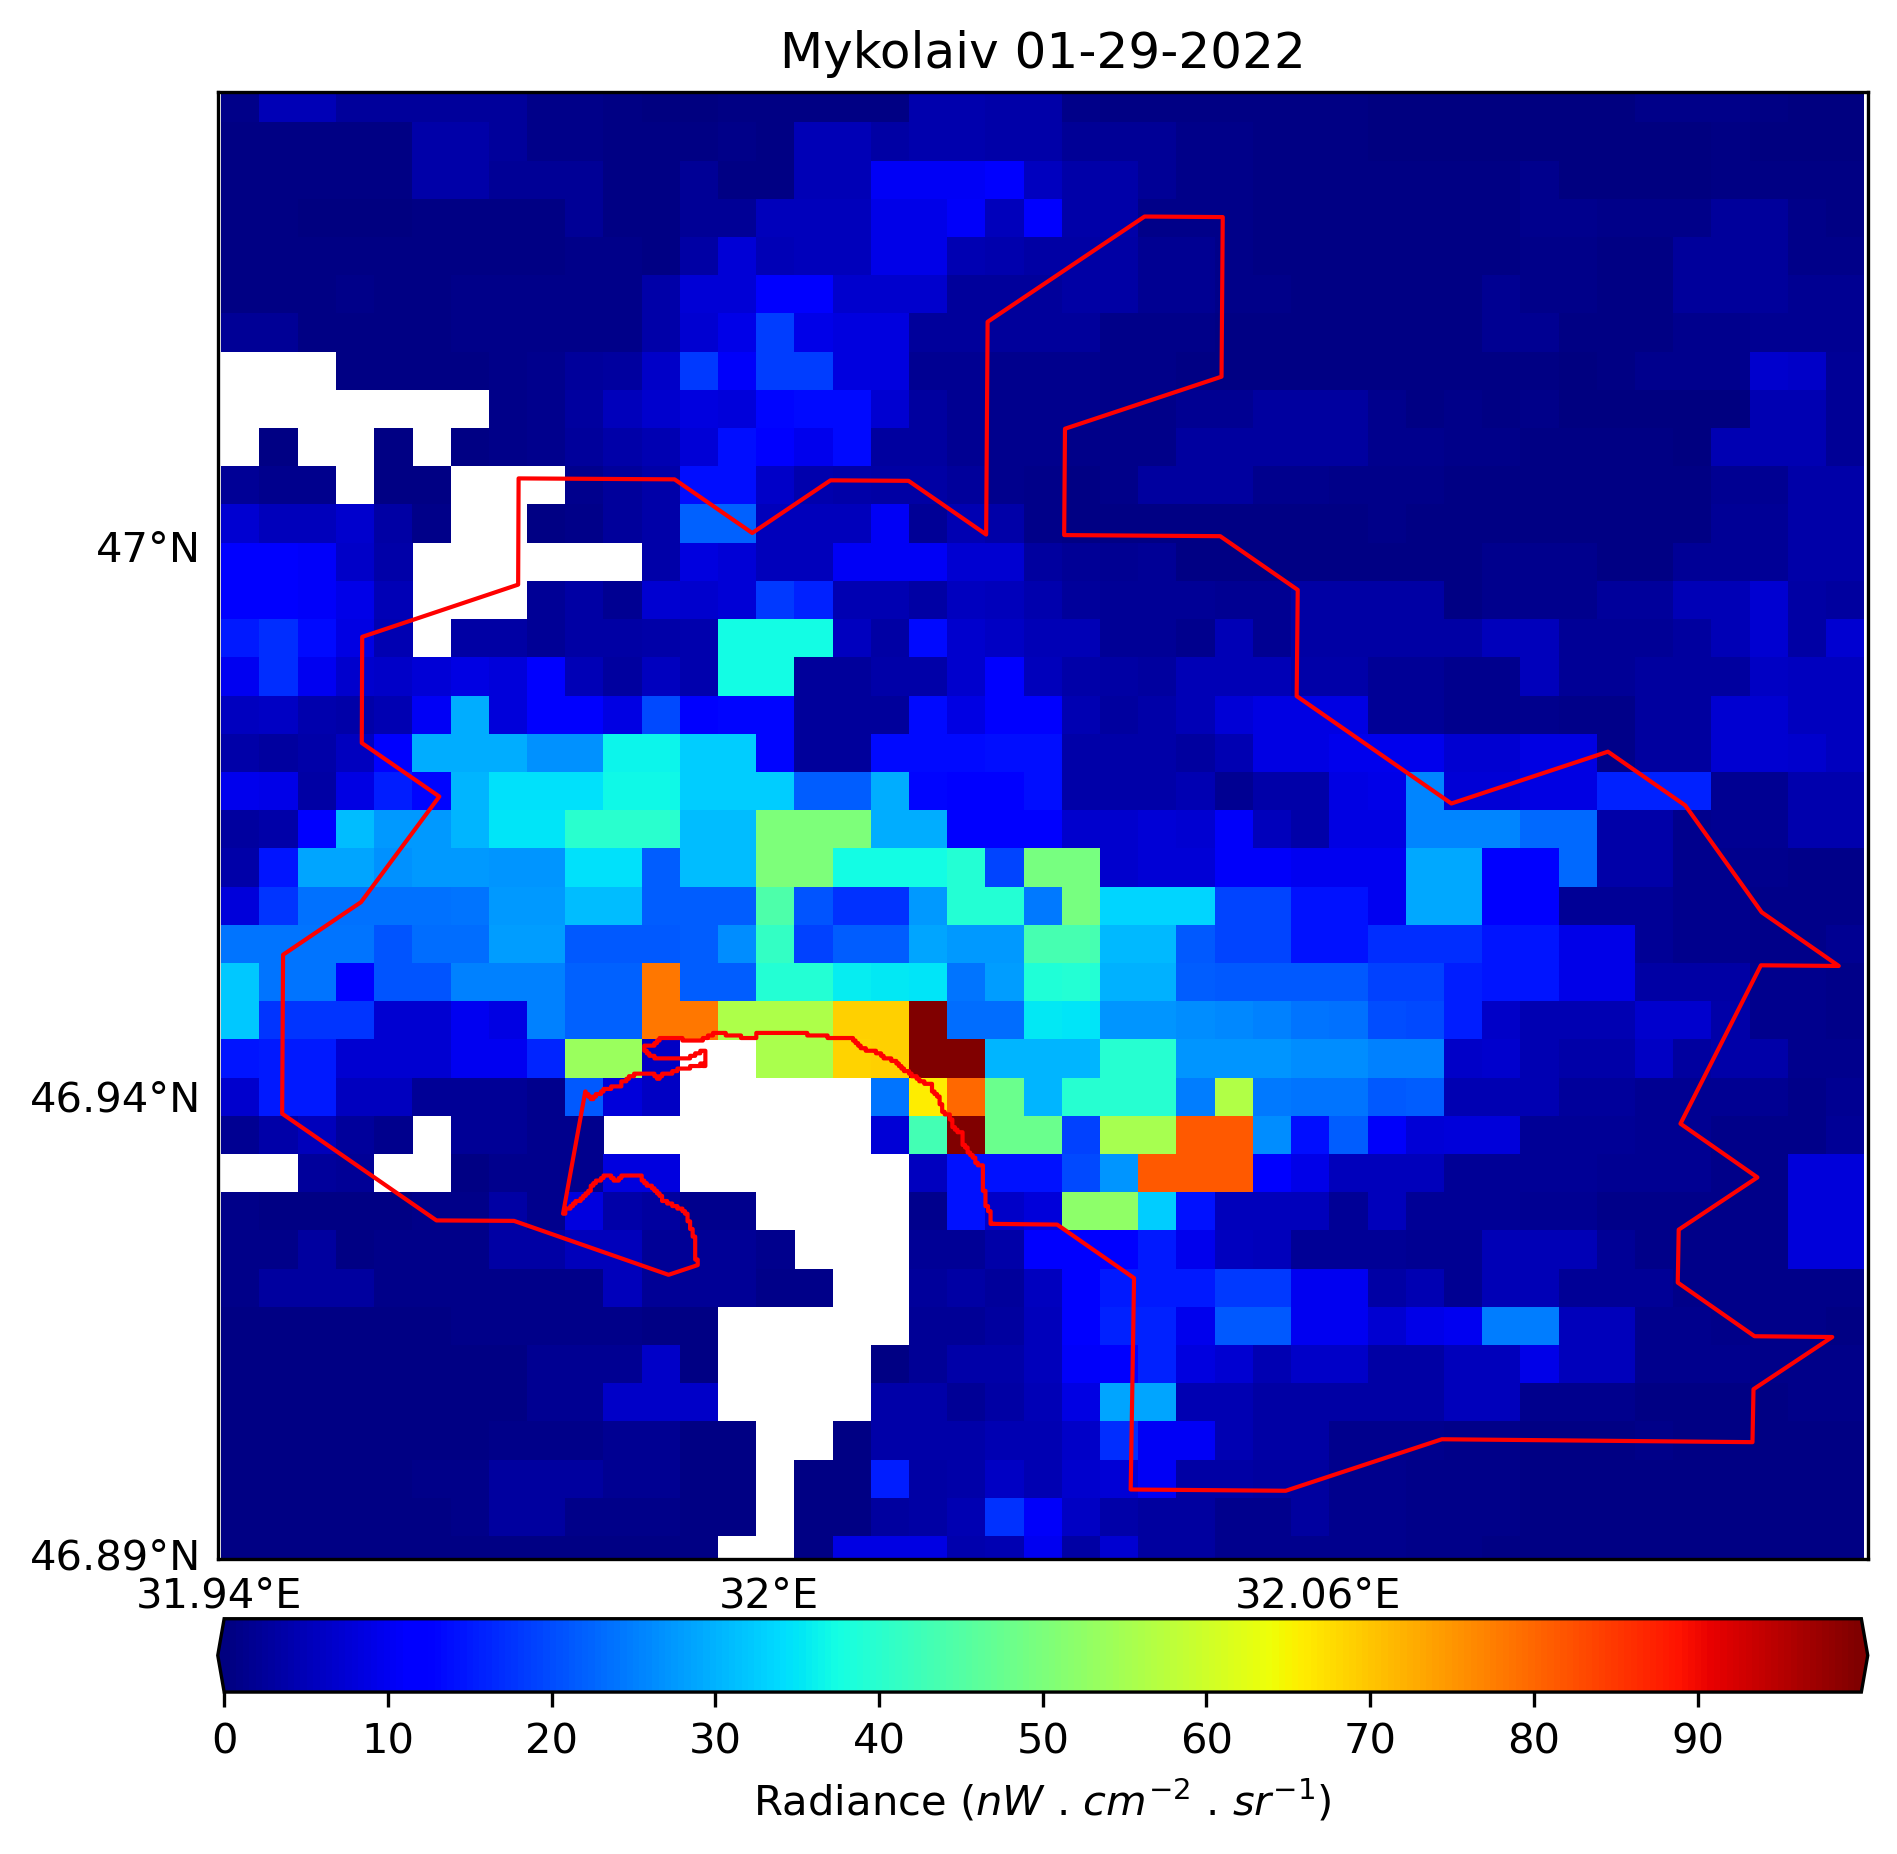 Mykolaiv 01-29-2022
47°N
46.94°N
46.89°N
31.94°E 32°E 32.06°E
0 10 20 30 40 50 60 70 80 90
Radiance (nW . cm⁻² . sr⁻¹)